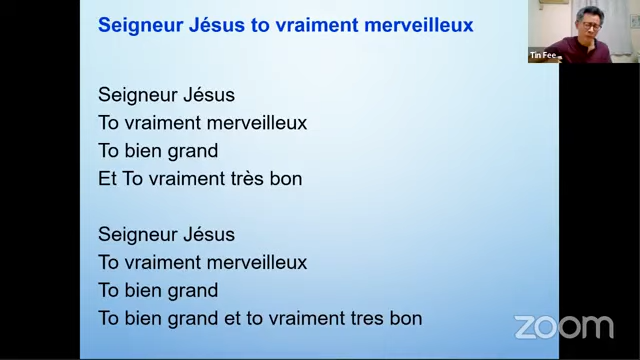 Seigneur Jésus to vraiment merveilleux
Seigneur Jésus
To vraiment merveilleux
To bien grand
Et To vraiment très bon
Seigneur Jésus
To vraiment merveilleux
To bien grand
To bien grand et to vraiment tres bon
Tin Fee
zoom